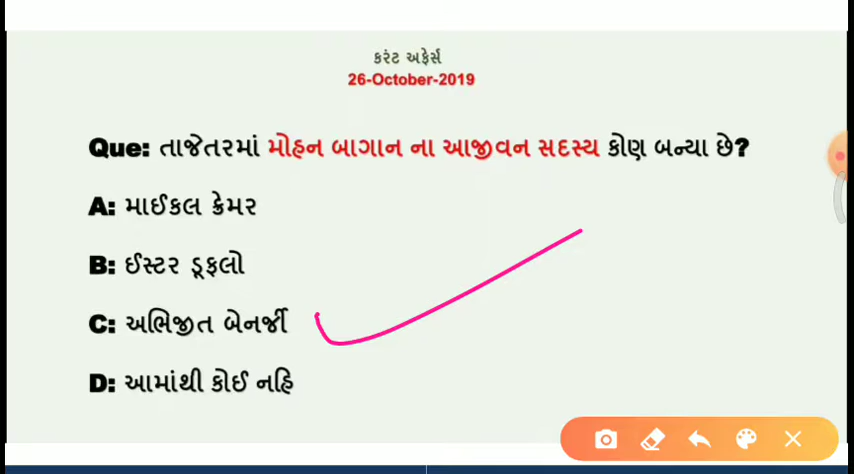 કરંટ અફેર્સ
26-October-2019
Que: તાજેતરમાં મોહન બાગાન ના આજીવન સદસ્ય કોણ બન્યા છે?
A: માઈકલ ક્રેમર
B: ઈસ્ટર ડૂફલો
C: અભિજીત બેનર્જી
D: આમાંથી કોઈ નહિ